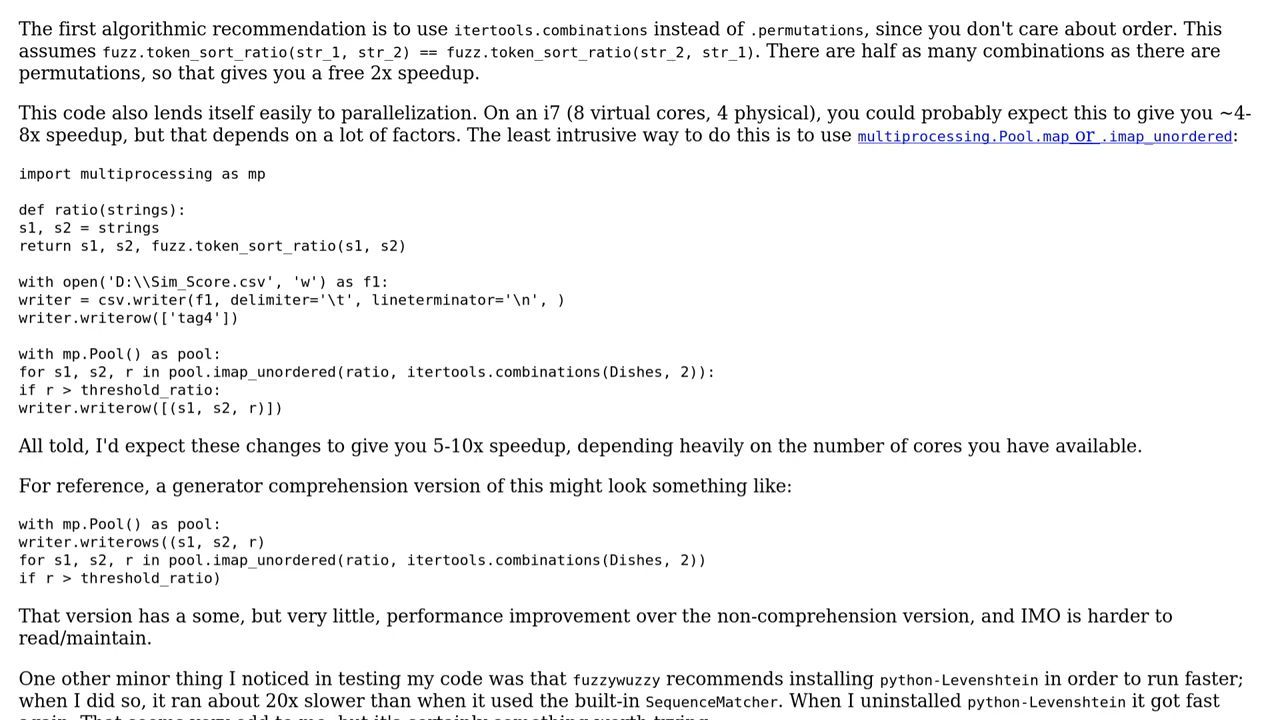 The first algorithmic recommendation is to use itertools.combinations instead of .permutations, since you don't care about order. This
assumes fuzz.token_sort_ratio(str_1, str_2) == fuzz.token_sort_ratio(str_2, str_1). There are half as many combinations as there are
permutations, so that gives you a free 2x speedup.
This code also lends itself easily to parallelization. On an i7 (8 virtual cores, 4 physical), you could probably expect this to give you ~4-
8x speedup, but that depends on a lot of factors. The least intrusive way to do this is to use multiprocessing.Pool.map or .imap_unordered:
import multiprocessing as mp
def ratio(strings):
s1, s2 = strings
return s1, s2, fuzz.token_sort_ratio(s1, s2)
with open('D:\\Sim_Score.csv', 'w') as f1:
writer = csv.writer(f1, delimiter='\t', lineterminator='\n', )
writer.writerow(['tag4'])
with mp.Pool() as pool:
for s1, s2, r in pool.imap_unordered(ratio, itertools.combinations(Dishes, 2)):
if r > threshold_ratio:
writer.writerow([(s1, s2, r)])
All told, I'd expect these changes to give you 5-10x speedup, depending heavily on the number of cores you have available.
For reference, a generator comprehension version of this might look something like:
with mp.Pool() as pool:
writer.writerows((s1, s2, r)
for s1, s2, r in pool.imap_unordered(ratio, itertools.combinations(Dishes, 2))
if r > threshold_ratio)
That version has a some, but very little, performance improvement over the non-comprehension version, and IMO is harder to
read/maintain.
One other minor thing I noticed in testing my code was that fuzzywuzzy recommends installing python-Levenshtein in order to run faster;
when I did so, it ran about 20x slower than when it used the built-in SequenceMatcher. When I uninstalled python-Levenshtein it got fast
again. That seems very odd to me, but it's certainly something worth trying.